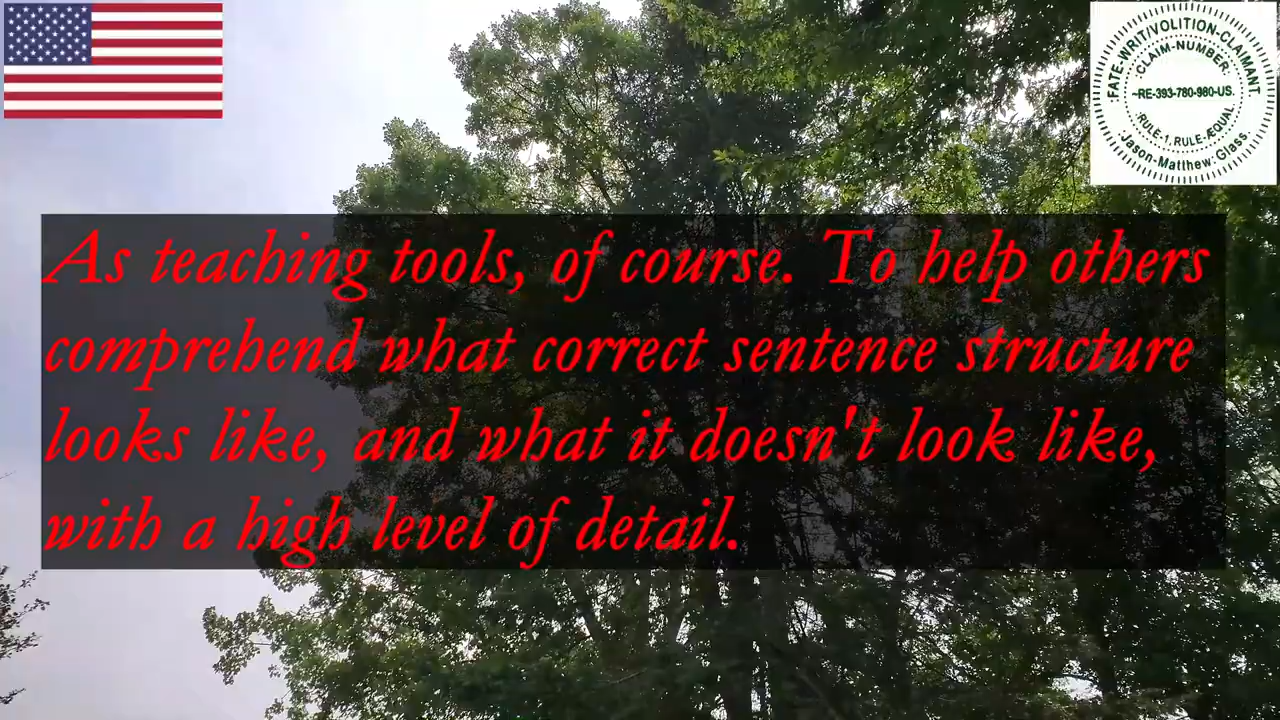 :FATE-WRIT/VOLITION-CLAIMANT.
:CLAIM-NUMBER:
~RE-393-780-980-US.
:RULE-1, RULE-ÆQUAL.
:Jason-Matthew: Glass.
As teaching tools, of course. To help others
comprehend what correct sentence structure
looks like, and what it doesn't look like,
with a high level of detail.